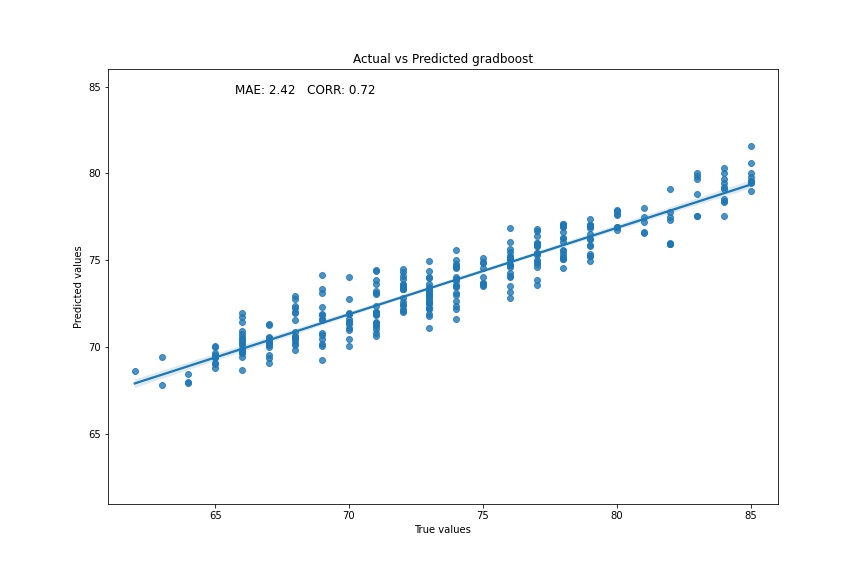 Actual vs Predicted gradboost
MAE: 2.42   CORR: 0.72
85
80
75
70
65
Predicted values
65 70 75 80 85
True values